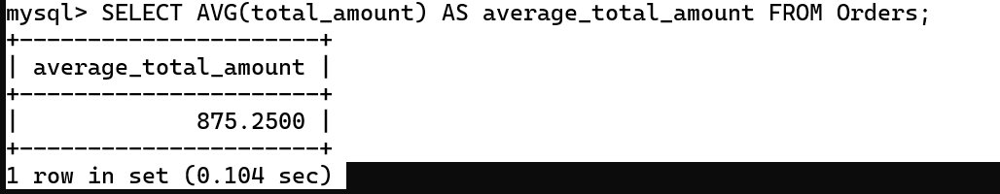 mysql> SELECT AVG(total_amount) AS average_total_amount FROM Orders;
+----------------------+
| average_total_amount |
+----------------------+
|             875.2500 |
+----------------------+
1 row in set (0.104 sec)